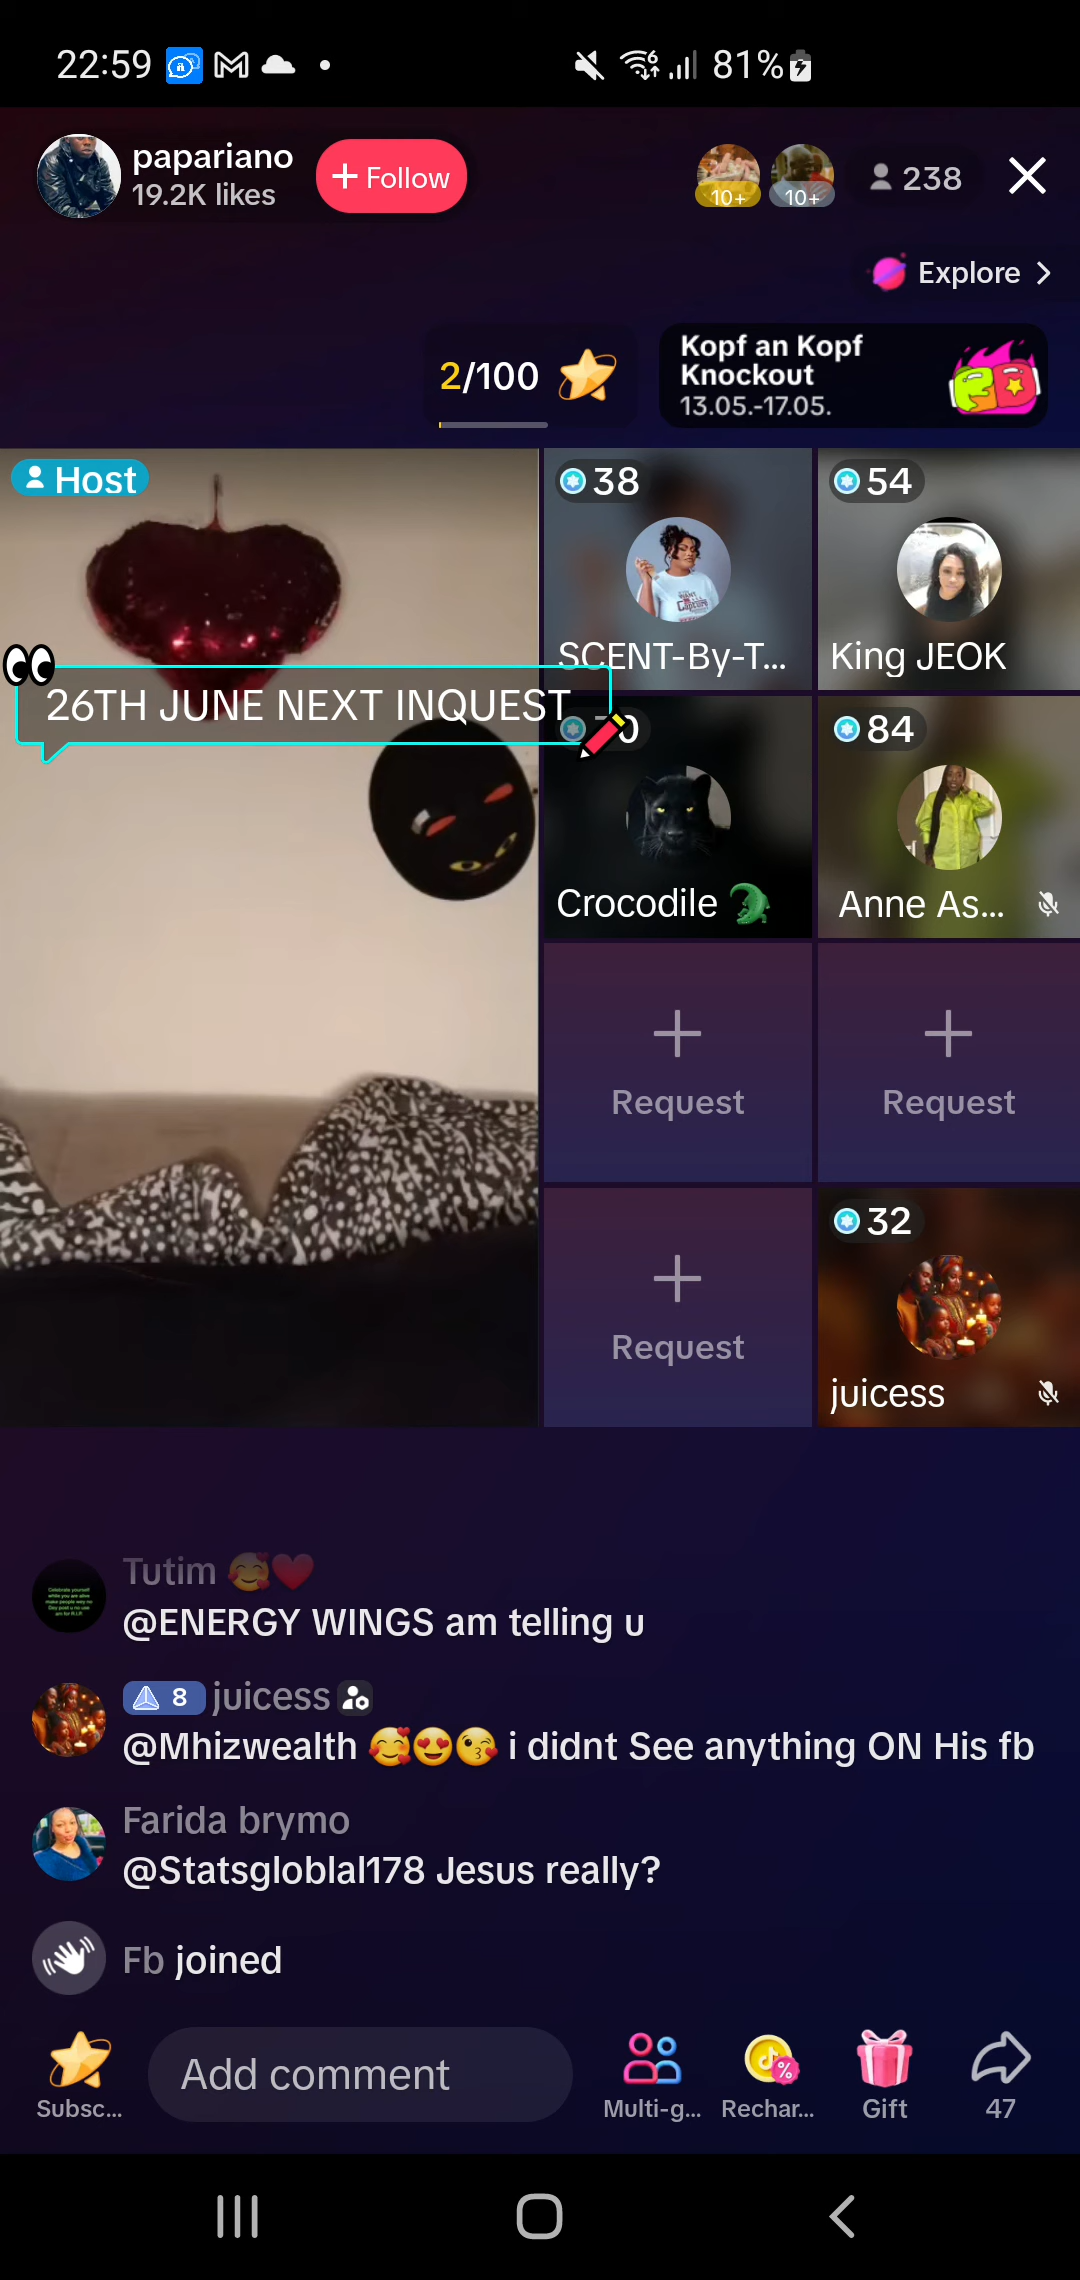 22:59
81%
papariano
19.2K likes
+ Follow
10+
10+
238
Explore >
2/100
Kopf an Kopf
Knockout
13.05.-17.05.
Host
38
SCENT-By-T...
54
King JEOK
26TH JUNE NEXT INQUEST
Crocodile
84
Anne As...
Request
Request
Request
32
juicess
Tutim 🥰❤️
@ENERGY WINGS am telling u
8 juicess
@Mhizwealth 🥰😍😘 i didnt See anything ON His fb
Farida brymo
@Statsgloblal178 Jesus really?
Fb joined
Subsc...
Add comment
Multi-g...
Rechar...
Gift
47